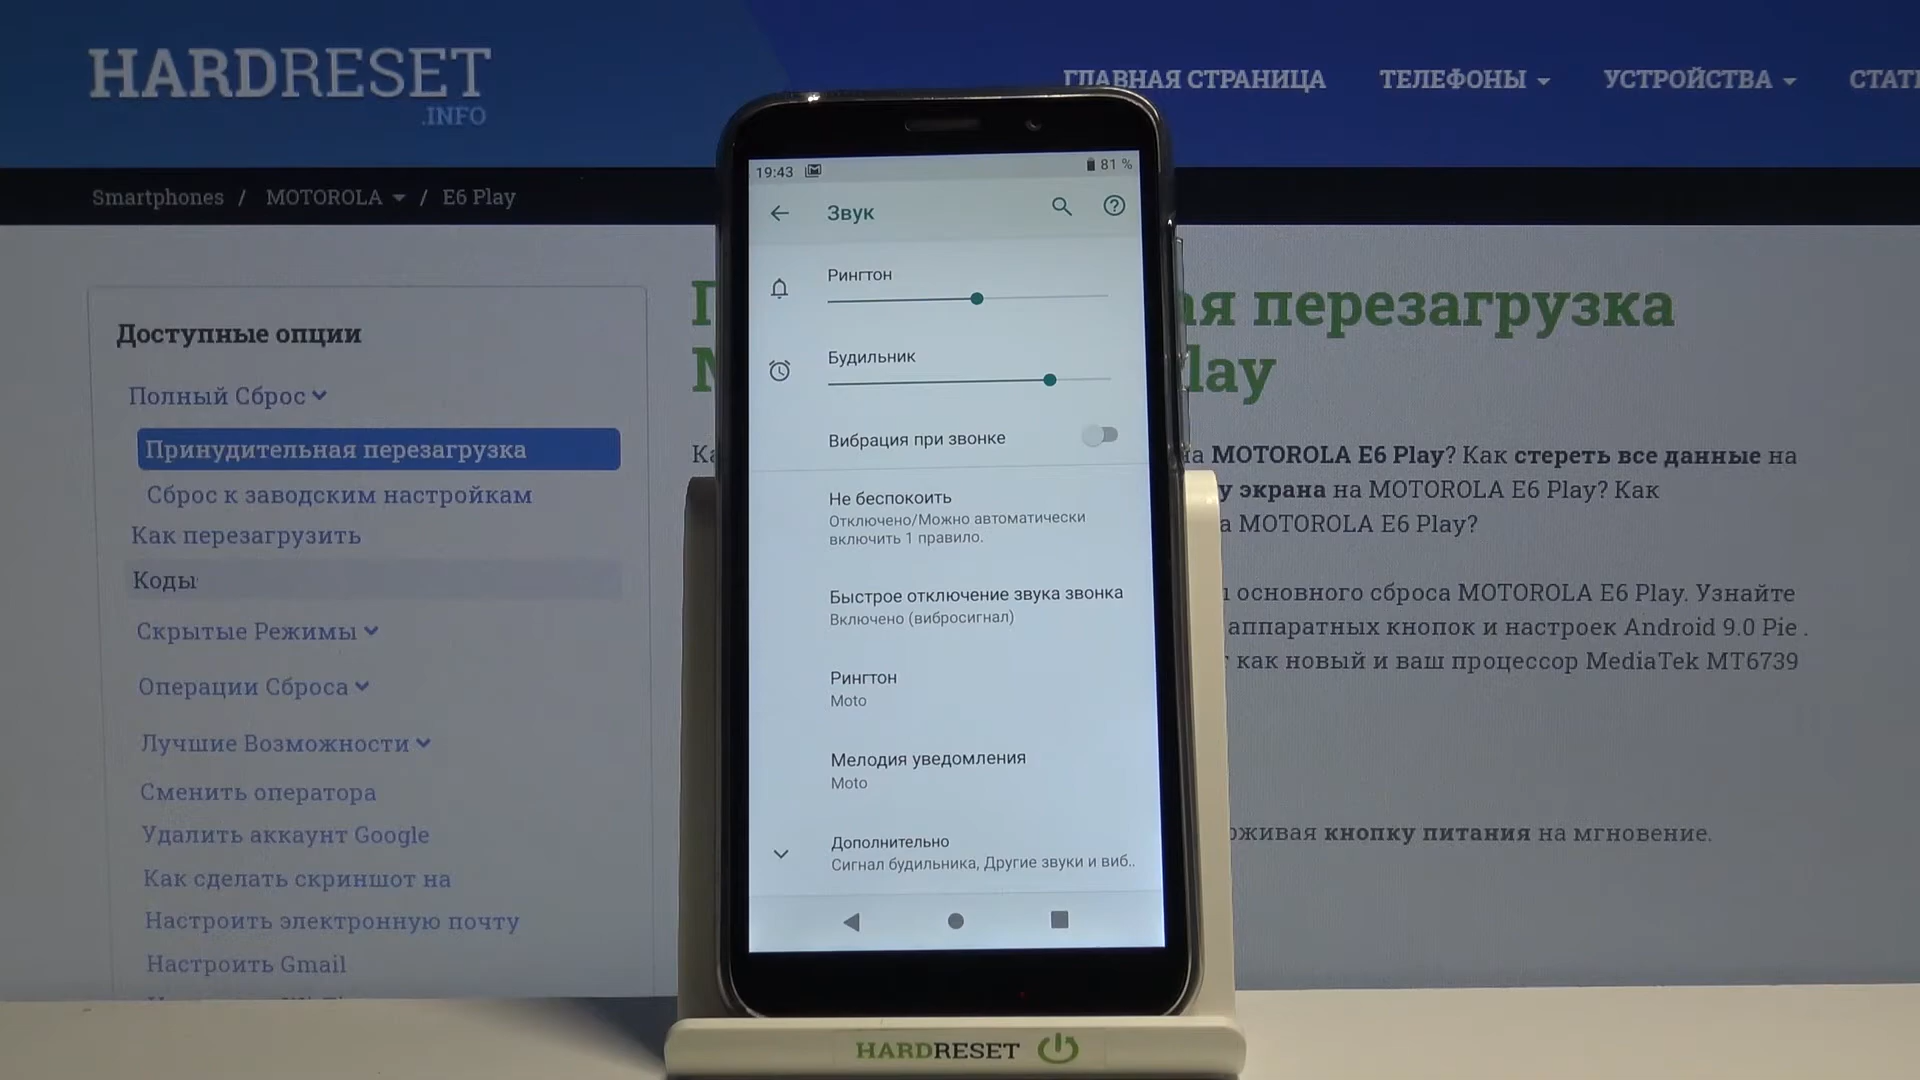 HARDRESET
.INFO
ГЛАВНАЯ СТРАНИЦА ТЕЛЕФОНЫ УСТРОЙСТВА
Smartphones / MOTOROLA / E6 Play
Доступные опции
Полный Сброс
Принудительная перезагрузка
Сброс к заводским настройкам
Как перезагрузить
Коды
Скрытые Режимы
Операции Сброса
Лучшие Возможности
Сменить оператора
Удалить аккаунт Google
Как сделать скриншот на
Настроить электронную почту
Настроить Gmail
19:43 81 %
Звук
Рингтон
Будильник
Вибрация при звонке
Не беспокоить
Отключено/Можно автоматически
включить 1 правило.
Быстрое отключение звука звонка
Включено (вибросигнал)
Рингтон
Moto
Мелодия уведомления
Moto
Дополнительно
Сигнал будильника, Другие звуки и виб..
перезагрузка
MOTOROLA E6 Play? Как стереть все данные на
экрана на MOTOROLA E6 Play? Как
MOTOROLA E6 Play?
основного сброса MOTOROLA E6 Play. Узнайте
аппаратных кнопок и настроек Android 9.0 Pie .
как новый и ваш процессор MediaTek MT6739
кнопку питания на мгновение.
HARDRESET